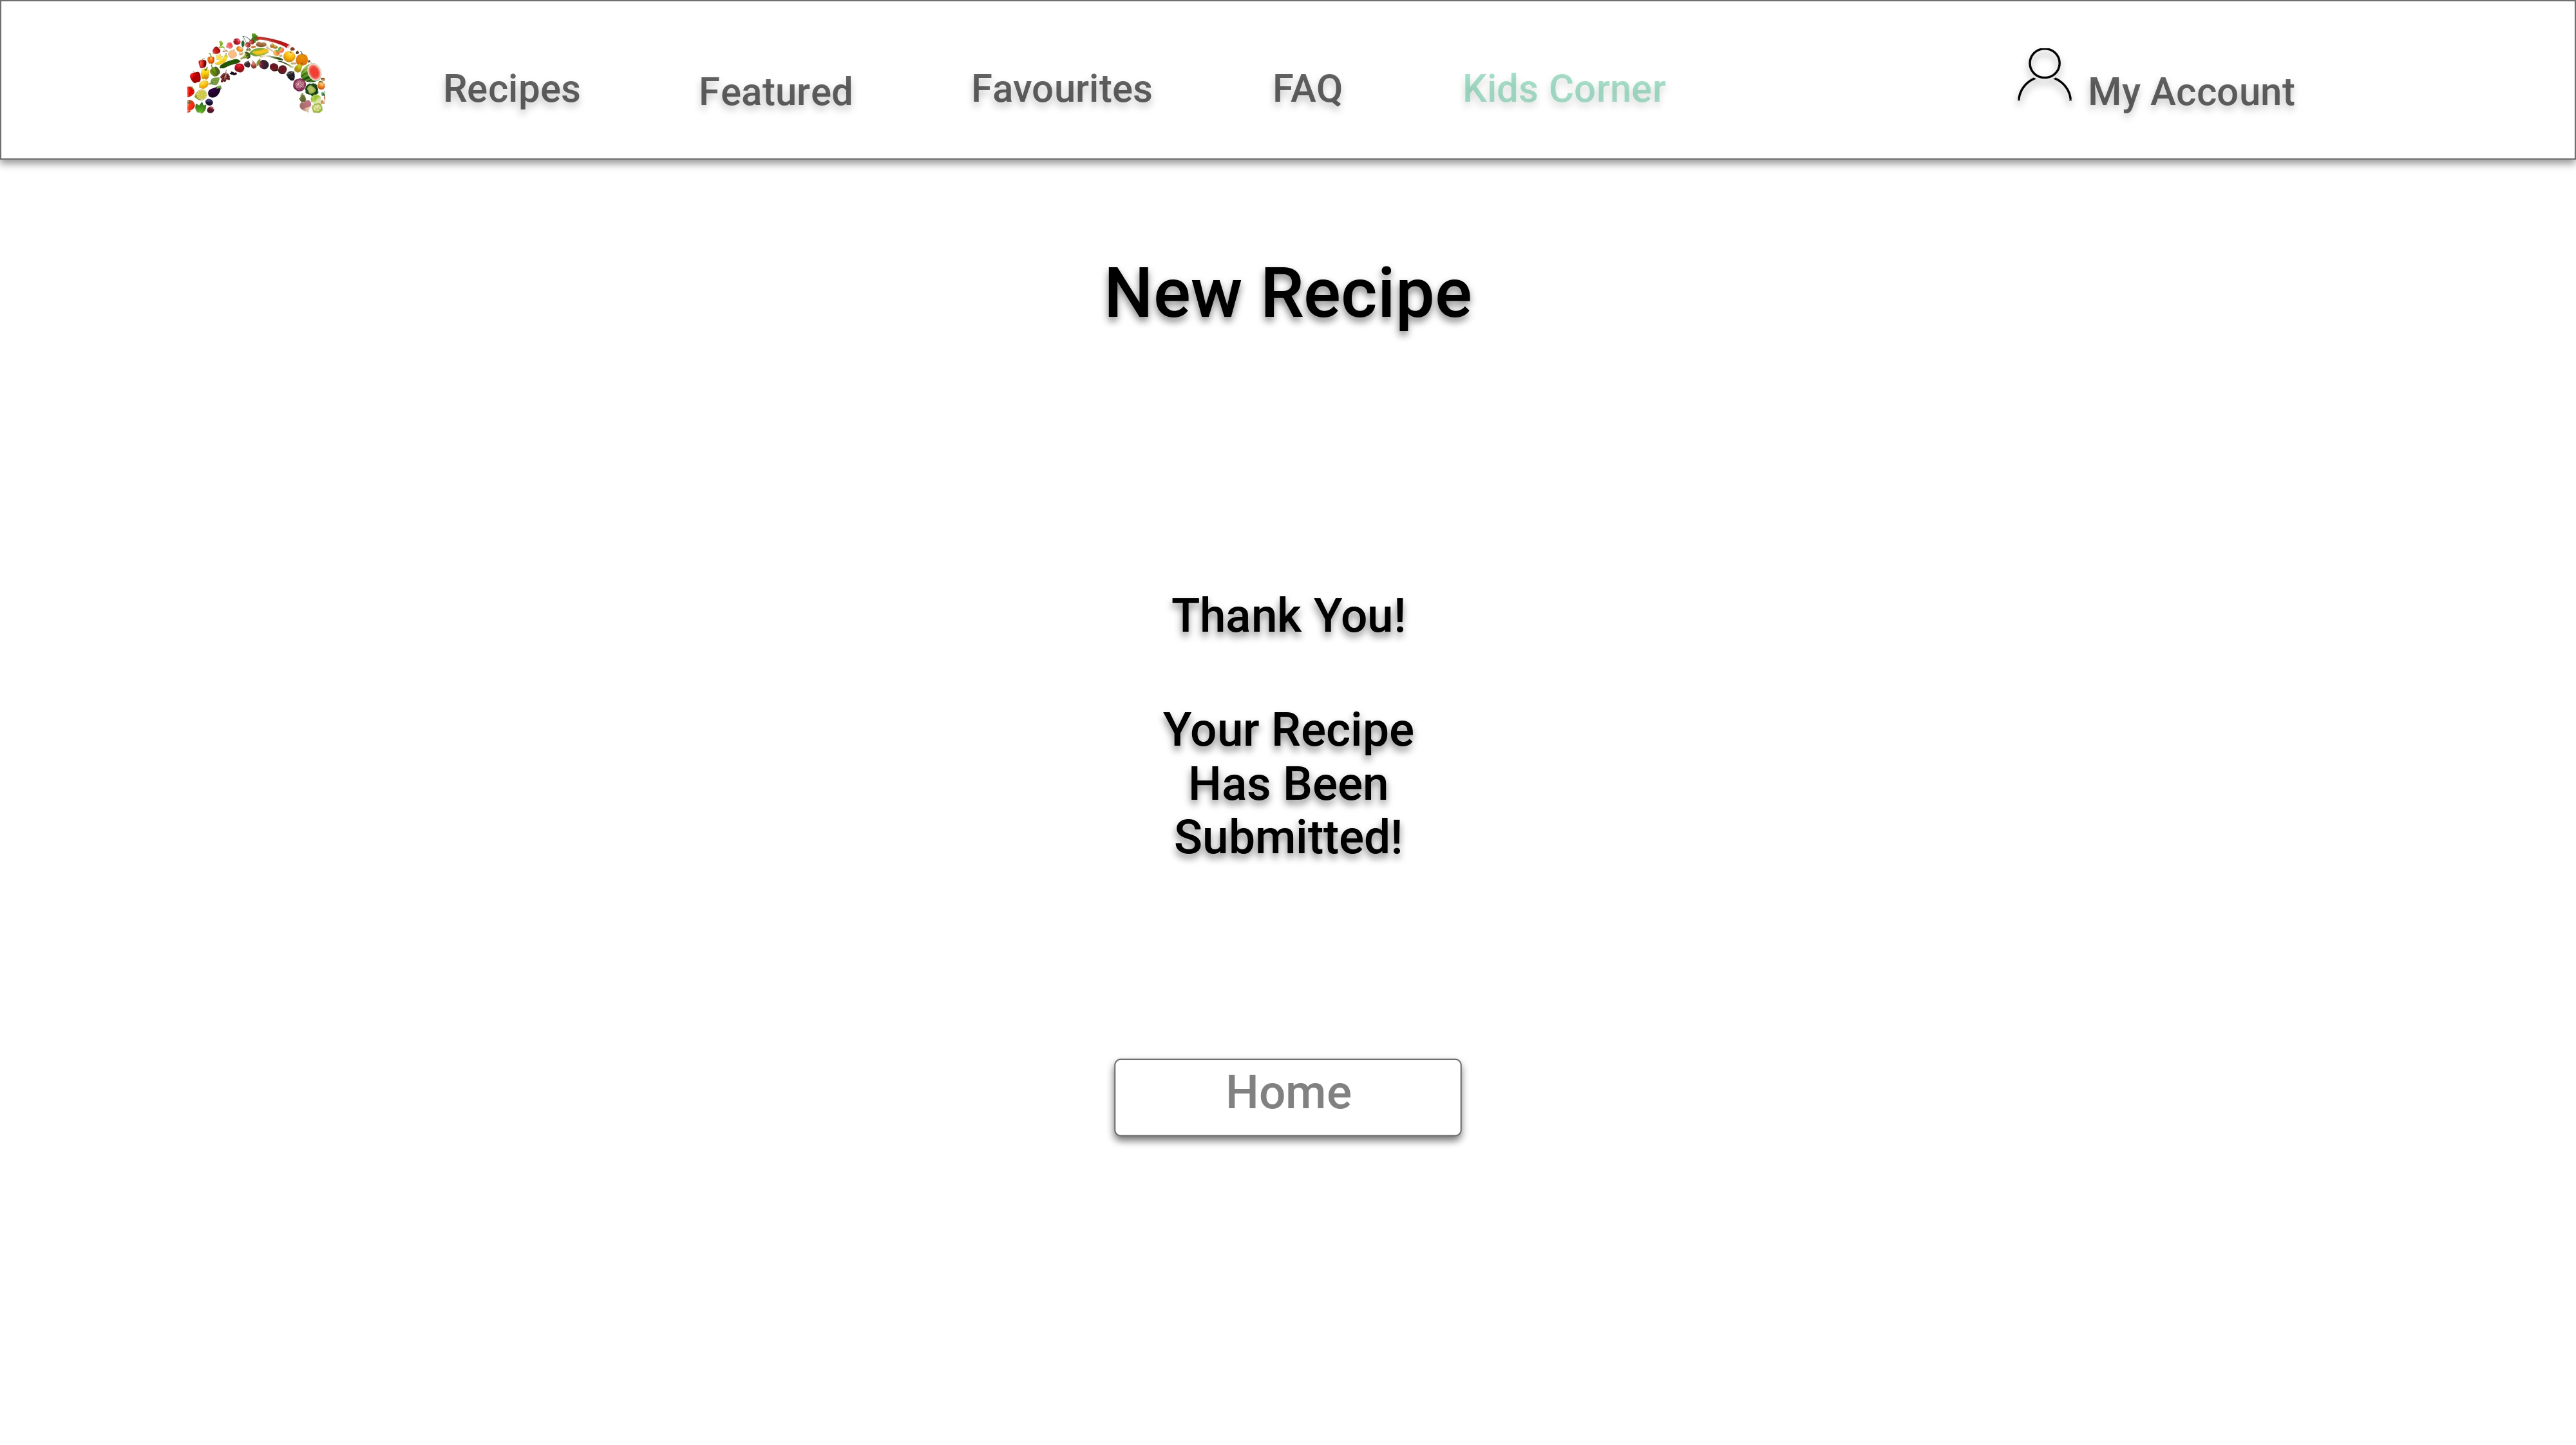 Recipes Featured Favourites FAQ Kids Corner My Account
New Recipe
Thank You!
Your Recipe
Has Been
Submitted!
Home